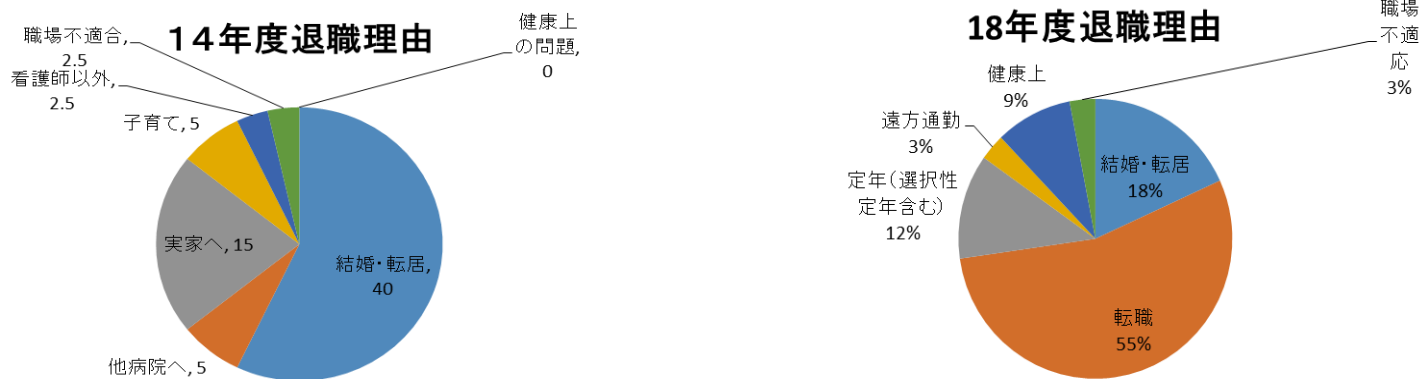 14年度退職理由
職場不適合,
2.5
看護師以外,
2.5
子育て, 5
健康上
の問題,
0
実家へ, 15
結婚・転居,
40
他病院へ, 5
18年度退職理由
職場
不適
応
3%
健康上
9%
遠方通勤
3%
定年(選択性
定年含む)
12%
結婚・転居
18%
転職
55%